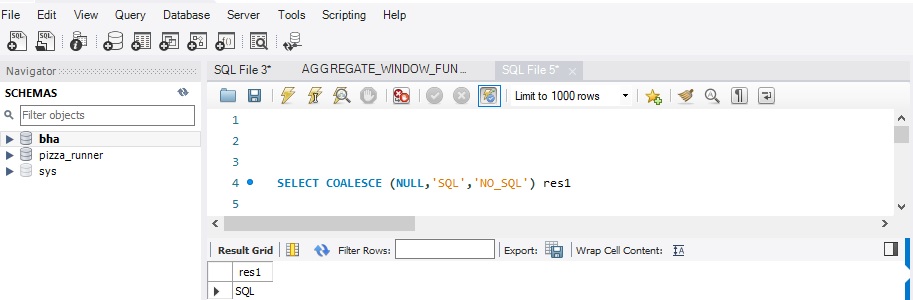 File Edit View Query Database Server Tools Scripting Help
Navigator
SCHEMAS
Filter objects
bha
pizza_runner
sys
SQL File 3* AGGREGATE_WINDOW_FUN... SQL File 5*
Limit to 1000 rows
1
2
3
4 SELECT COALESCE (NULL,'SQL','NO_SQL') res1
5
Result Grid Filter Rows: Export: Wrap Cell Content:
res1
SQL